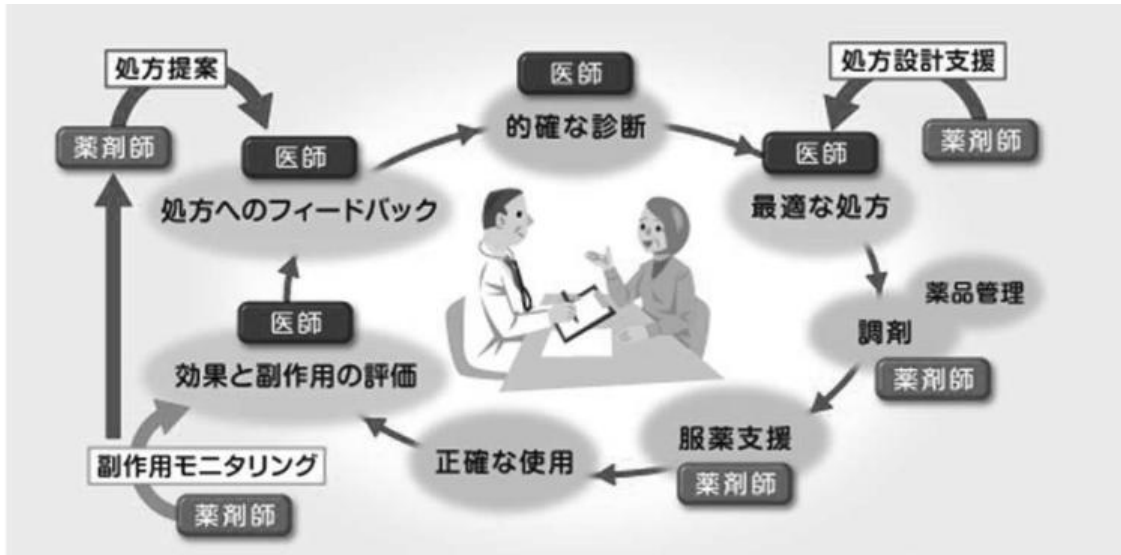 処方提案
薬剤師
医師
処方へのフィードバック
医師
的確な診断
処方設計支援
薬剤師
医師
最適な処方
薬品管理
調剤
薬剤師
服薬支援
薬剤師
正確な使用
医師
効果と副作用の評価
副作用モニタリング
薬剤師